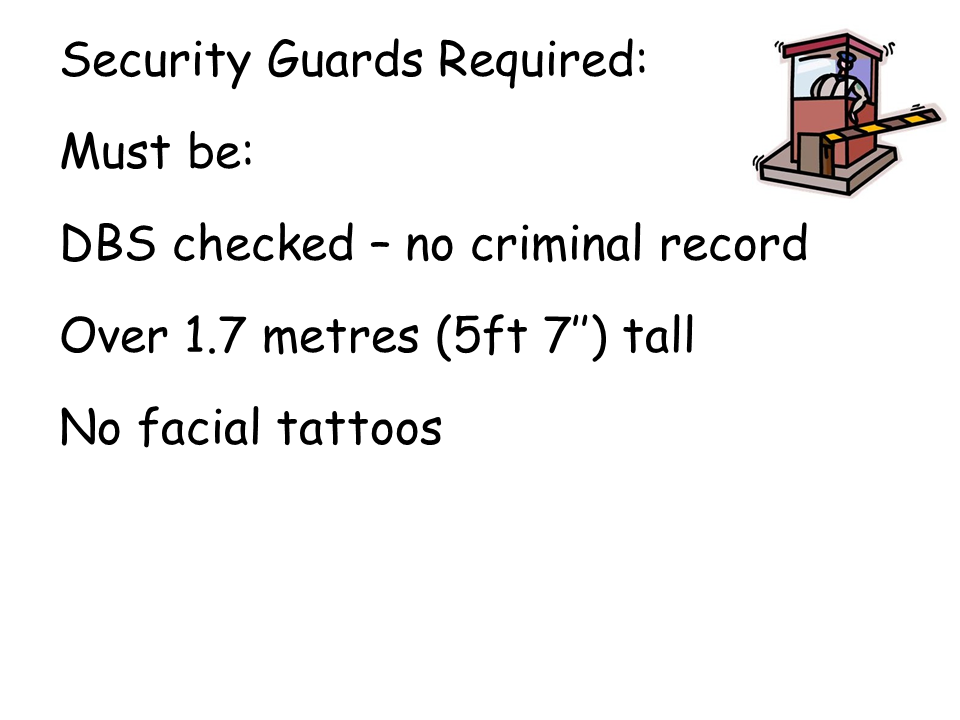 Security Guards Required:
Must be:
DBS checked – no criminal record
Over 1.7 metres (5ft 7”) tall
No facial tattoos